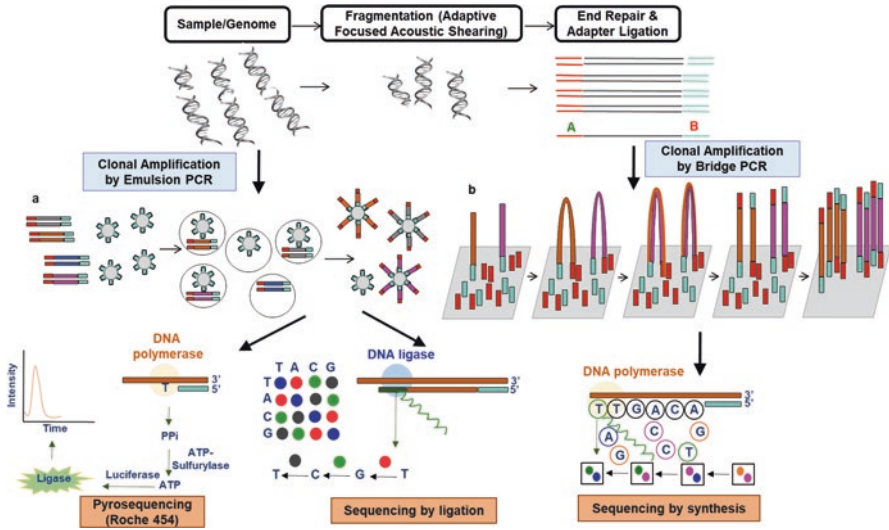 Sample/Genome
Fragmentation (Adaptive
Focused Acoustic Shearing)
End Repair &
Adapter Ligation
A
B
Clonal Amplification
by Emulsion PCR
Clonal Amplification
by Bridge PCR
a
b
DNA
polymerase
T
3'
5'
Intensity
Time
PPi
ATP-
Sulfurylase
ATP
Luciferase
Ligase
Pyrosequencing
(Roche 454)
T A C G
T
A
C
G
DNA ligase
3'
5'
T C G T
Sequencing by ligation
DNA polymerase
3'
5'
T T G A C A
A G C C T G
Sequencing by synthesis